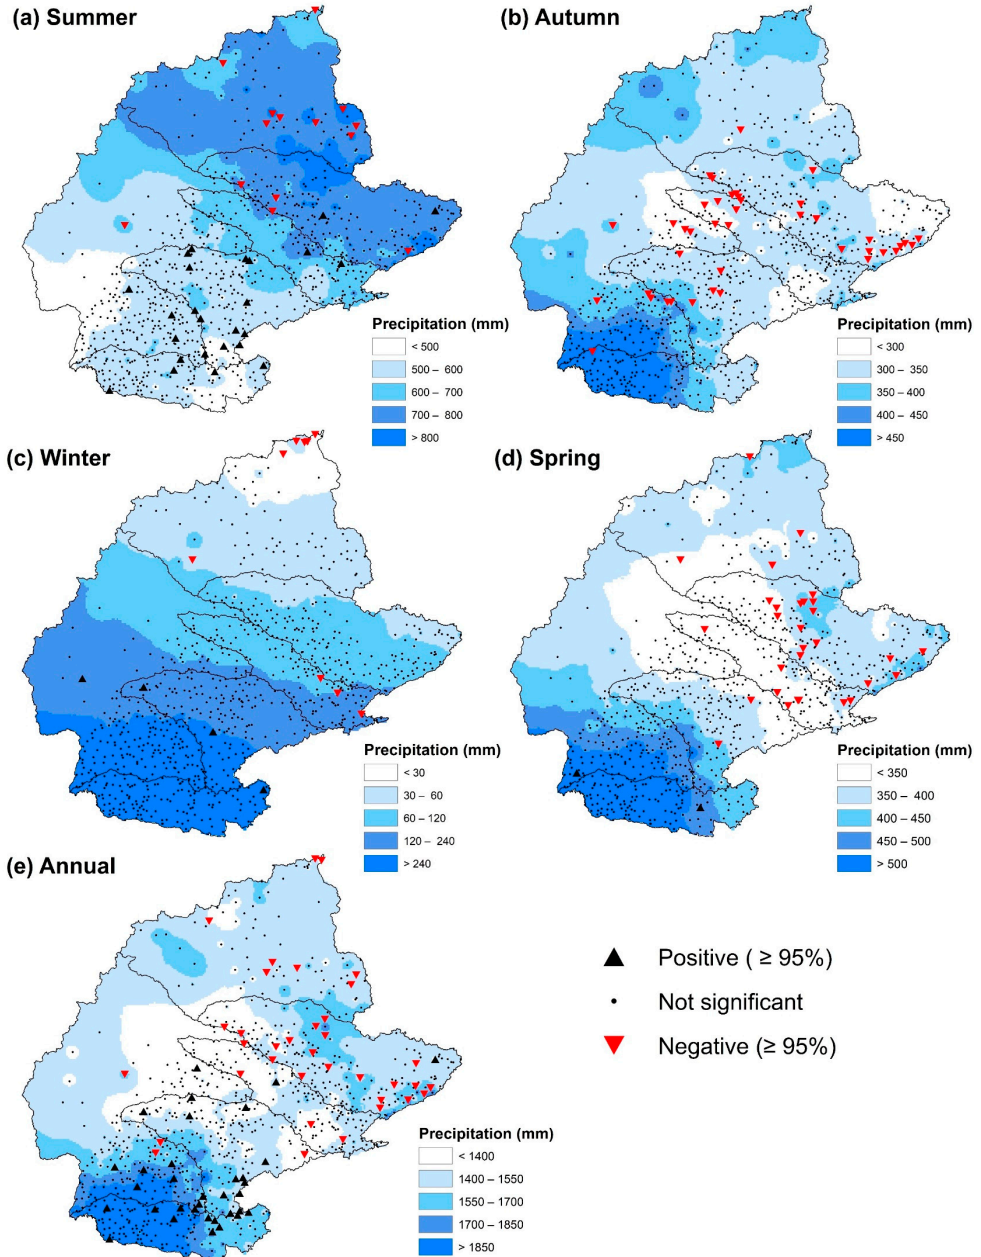 (a) Summer
Precipitation (mm)
< 500
500 – 600
600 – 700
700 – 800
> 800
(b) Autumn
Precipitation (mm)
< 300
300 – 350
350 – 400
400 – 450
> 450
(c) Winter
Precipitation (mm)
< 30
30 – 60
60 – 120
120 – 240
> 240
(d) Spring
Precipitation (mm)
< 350
350 – 400
400 – 450
450 – 500
> 500
(e) Annual
Precipitation (mm)
< 1400
1400 – 1550
1550 – 1700
1700 – 1850
> 1850
Positive ( ≥ 95%)
Not significant
Negative (≥ 95%)